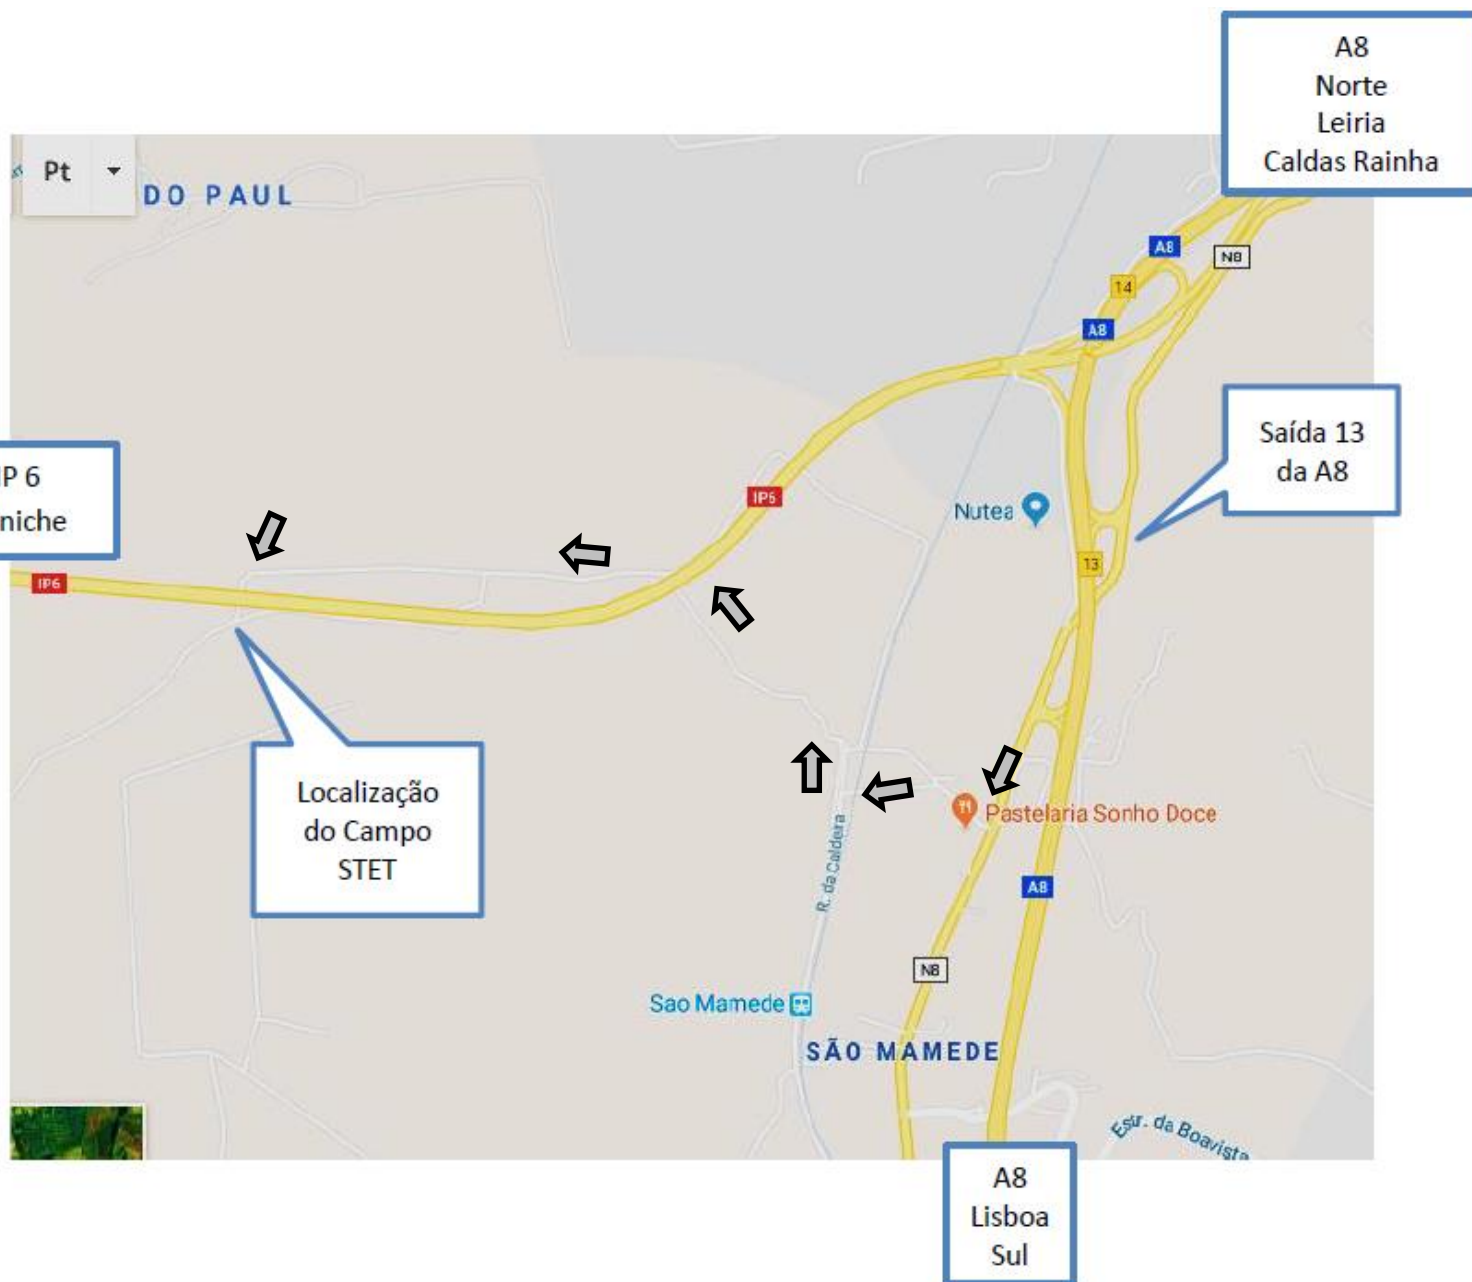 A8
Norte
Leiria
Caldas Rainha
Pt
DO PAUL
A8
N8
14
A8
Saída 13
da A8
IP 6
niche
IP6
Nutea
13
IP6
Localização
do Campo
STET
Pastelaria Sonho Doce
R. da Caldeira
A8
N8
Sao Mamede
SÃO MAMEDE
Estr. da Boavista
A8
Lisboa
Sul